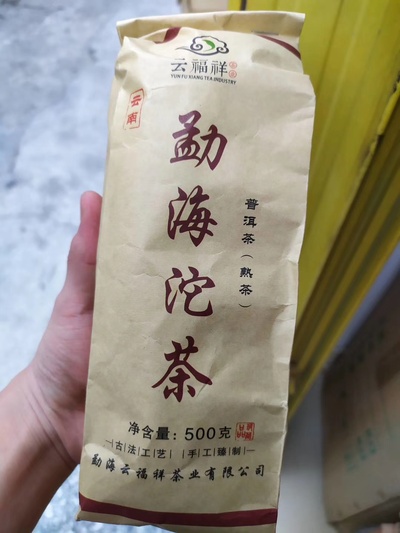 云福祥
YUN FU XIANG TEA INDUSTRY
云南
勐海沱茶
普洱茶(熟茶)
净含量: 500克
古法工艺 手工臻制
勐海云福祥茶业有限公司